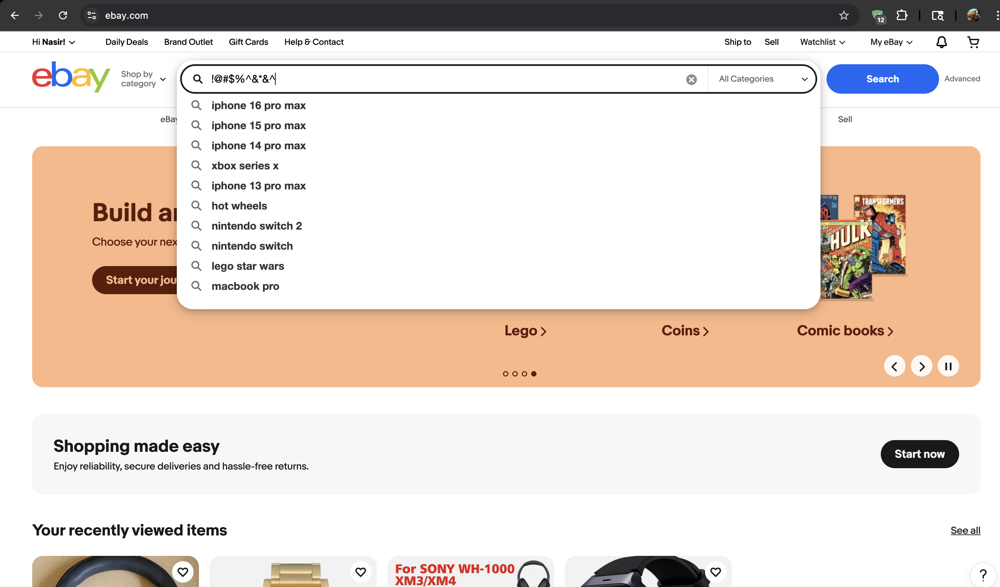 ebay.com
12
Hi Nasir!
Daily Deals
Brand Outlet
Gift Cards
Help & Contact
Ship to
Sell
Watchlist
My eBay
ebay
Shop by
category
!@#$%^&*&^
All Categories
Search
Advanced
iphone 16 pro max
iphone 15 pro max
iphone 14 pro max
xbox series x
iphone 13 pro max
hot wheels
nintendo switch 2
nintendo switch
lego star wars
macbook pro
eBay
Sell
Build a
Choose your nex
Start your jou
TRANSFORMERS
MARVEL COMICS GROUP
THE INCREDIBLE
HULK
WOLVERINE!
Lego
Coins
Comic books
Shopping made easy
Enjoy reliability, secure deliveries and hassle-free returns.
Start now
Your recently viewed items
See all
For SONY WH-1000
XM3/XM4
?